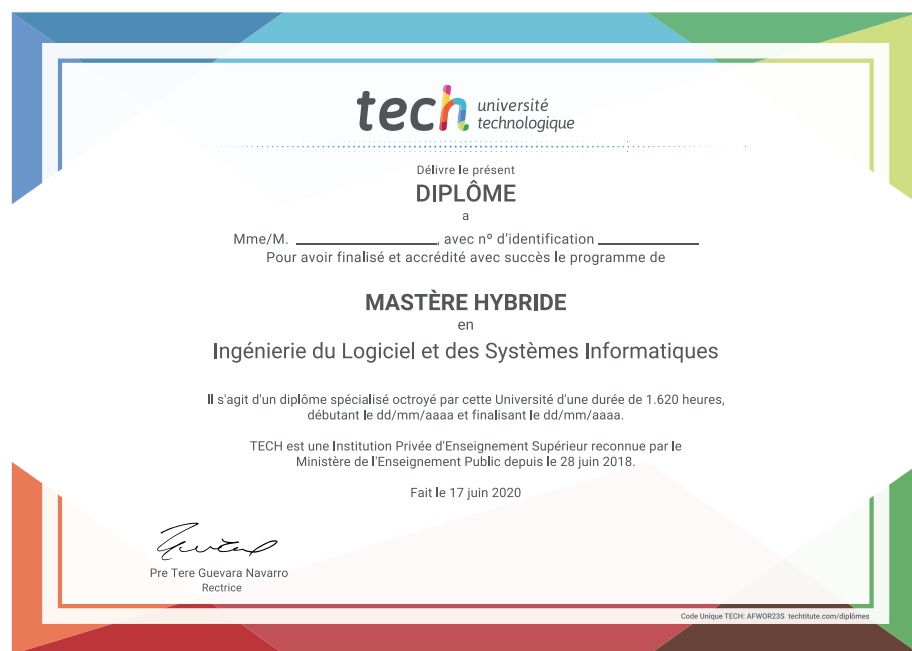 tech université
technologique
Délivre le présent
DIPLÔME
a
Mme/M. ____________________, avec nº d'identification ______________
Pour avoir finalisé et accrédité avec succès le programme de
MASTÈRE HYBRIDE
en
Ingénierie du Logiciel et des Systèmes Informatiques
Il s'agit d'un diplôme spécialisé octroyé par cette Université d'une durée de 1.620 heures,
débutant le dd/mm/aaaa et finalisant le dd/mm/aaaa.
TECH est une Institution Privée d'Enseignement Supérieur reconnue par le
Ministère de l'Enseignement Public depuis le 28 juin 2018.
Fait le 17 juin 2020
Pre Tere Guevara Navarro
Rectrice
Code Unique TECH: AFWOR23S techtitute.com/diplômes